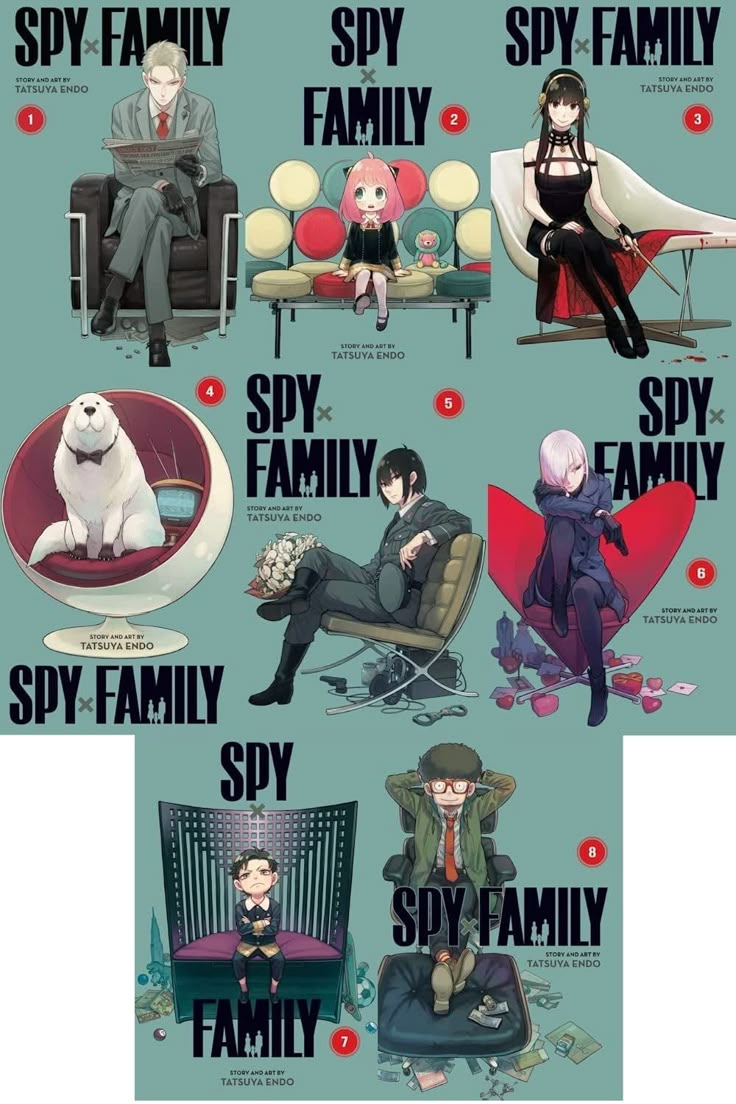 SPY×FAMILY
STORY AND ART BY
TATSUYA ENDO
1
SPY
×
FAMILY
2
STORY AND ART BY
TATSUYA ENDO
SPY×FAMILY
STORY AND ART BY
TATSUYA ENDO
3
4
STORY AND ART BY
TATSUYA ENDO
SPY×FAMILY
SPY×
FAMILY
5
STORY AND ART BY
TATSUYA ENDO
SPY×
FAMILY
6
STORY AND ART BY
TATSUYA ENDO
SPY
×
FAMILY
7
STORY AND ART BY
TATSUYA ENDO
8
SPY×FAMILY
STORY AND ART BY
TATSUYA ENDO